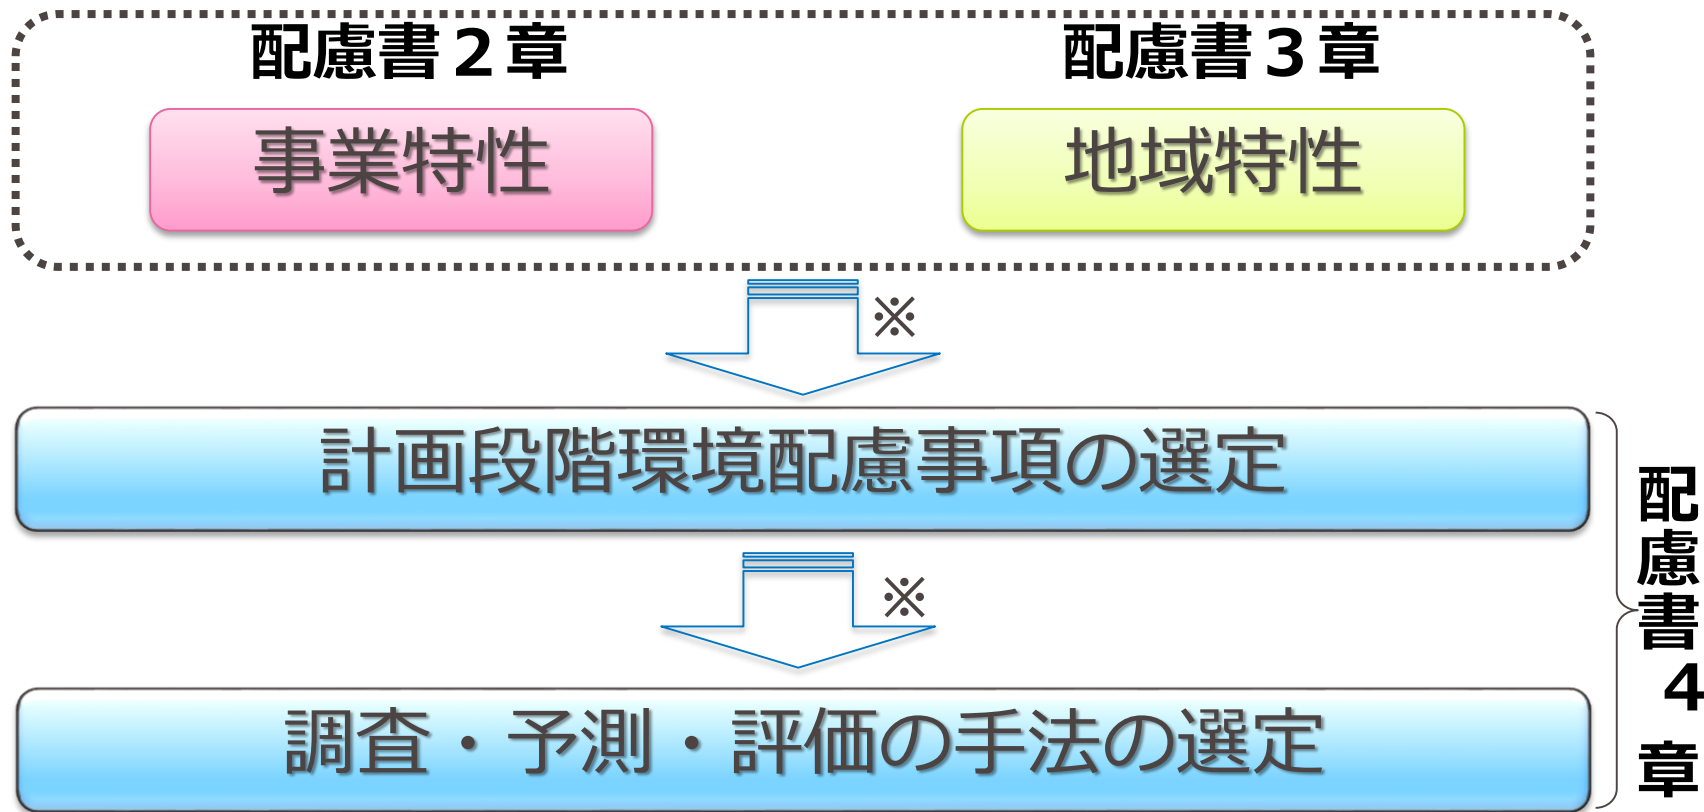 配慮書２章
配慮書３章
事業特性
地域特性
※
計画段階環境配慮事項の選定
※
調査・予測・評価の手法の選定
配慮書４章